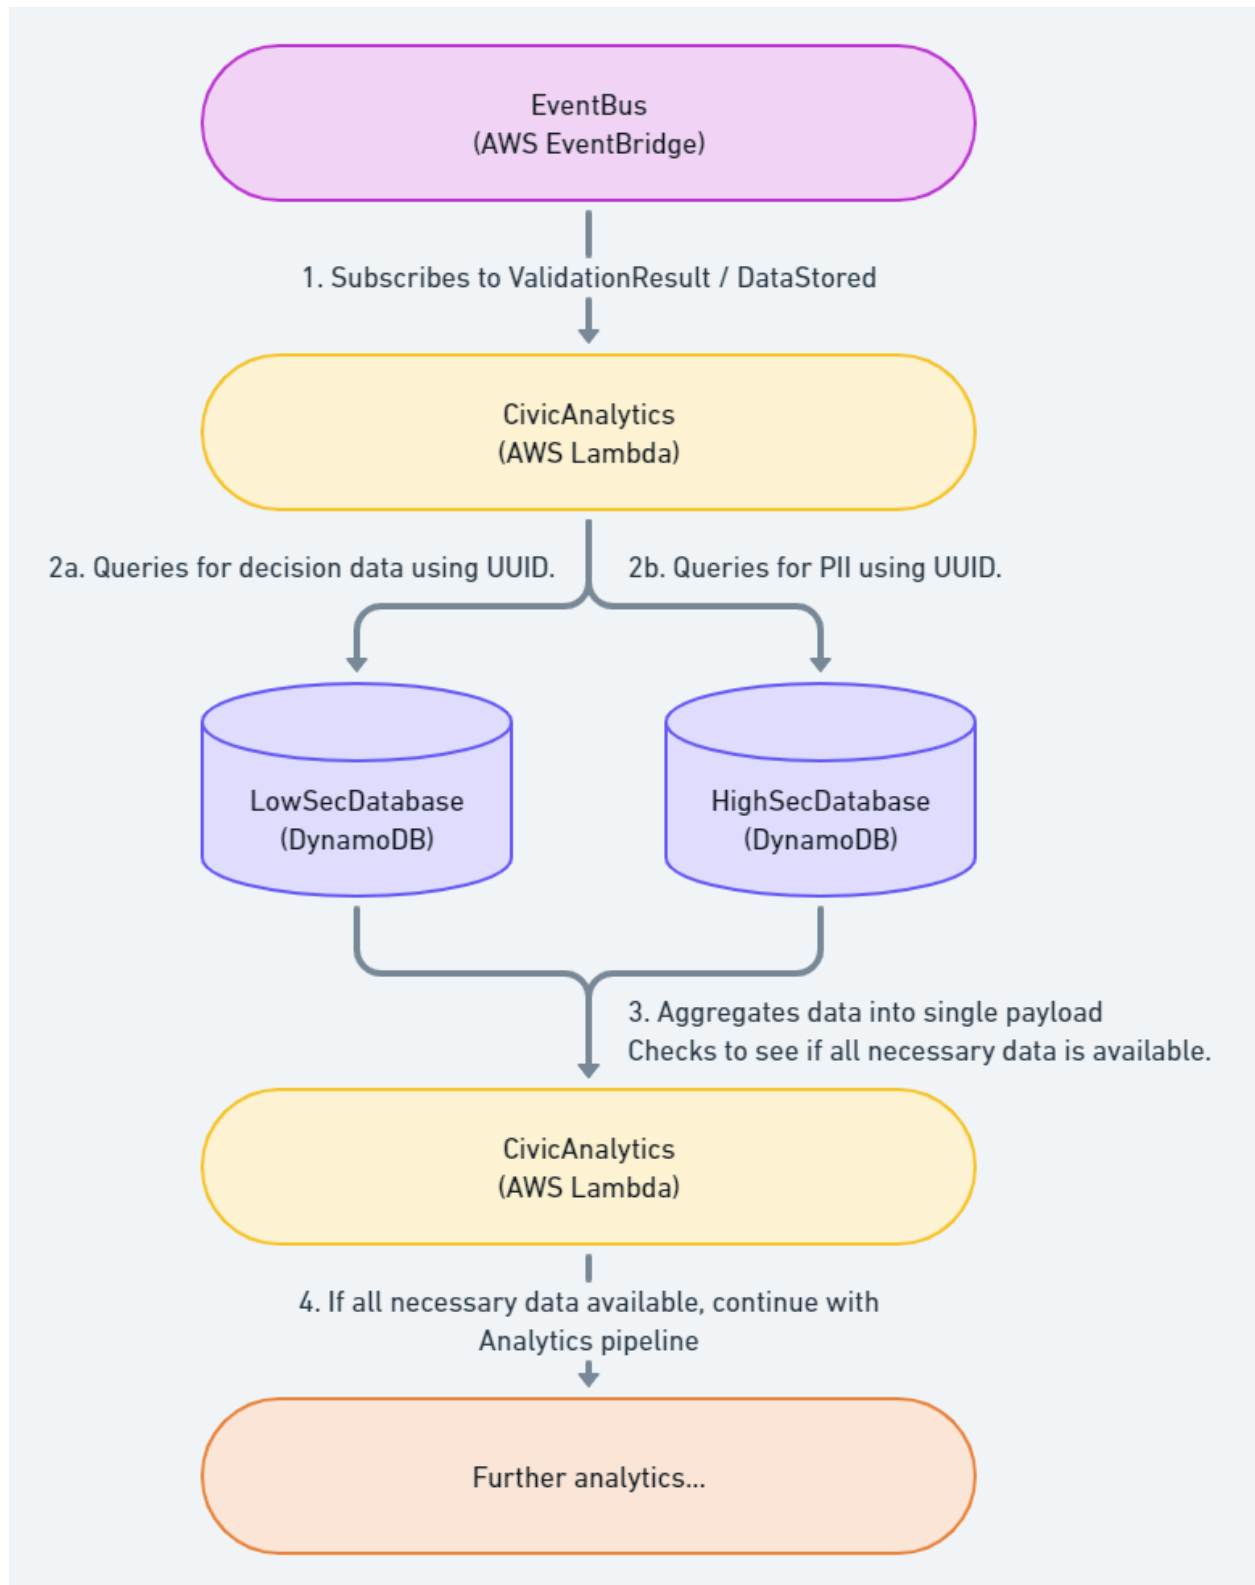 EventBus
(AWS EventBridge)
1. Subscribes to ValidationResult / DataStored
CivicAnalytics
(AWS Lambda)
2a. Queries for decision data using UUID.
2b. Queries for PII using UUID.
LowSecDatabase
(DynamoDB)
HighSecDatabase
(DynamoDB)
3. Aggregates data into single payload
Checks to see if all necessary data is available.
CivicAnalytics
(AWS Lambda)
4. If all necessary data available, continue with
Analytics pipeline
Further analytics...